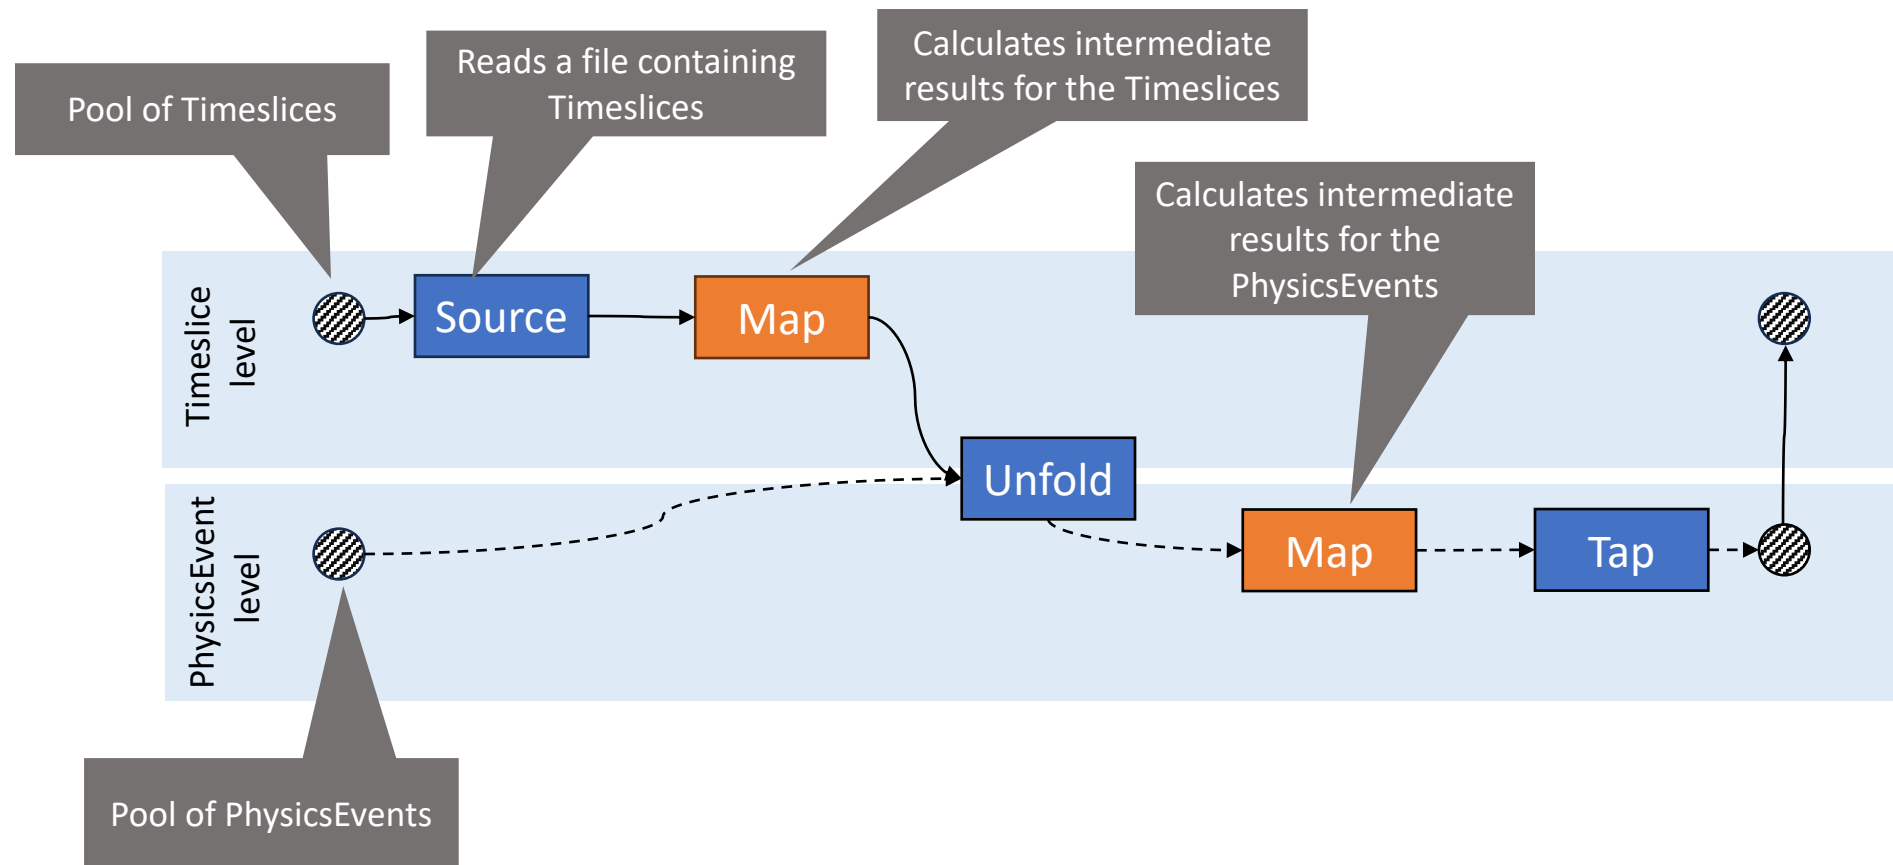 Pool of Timeslices
Reads a file containing
Timeslices
Calculates intermediate
results for the Timeslices
Calculates intermediate
results for the
PhysicsEvents
Timeslice
level
Source
Map
Unfold
PhysicsEvent
level
Map
Tap
Pool of PhysicsEvents